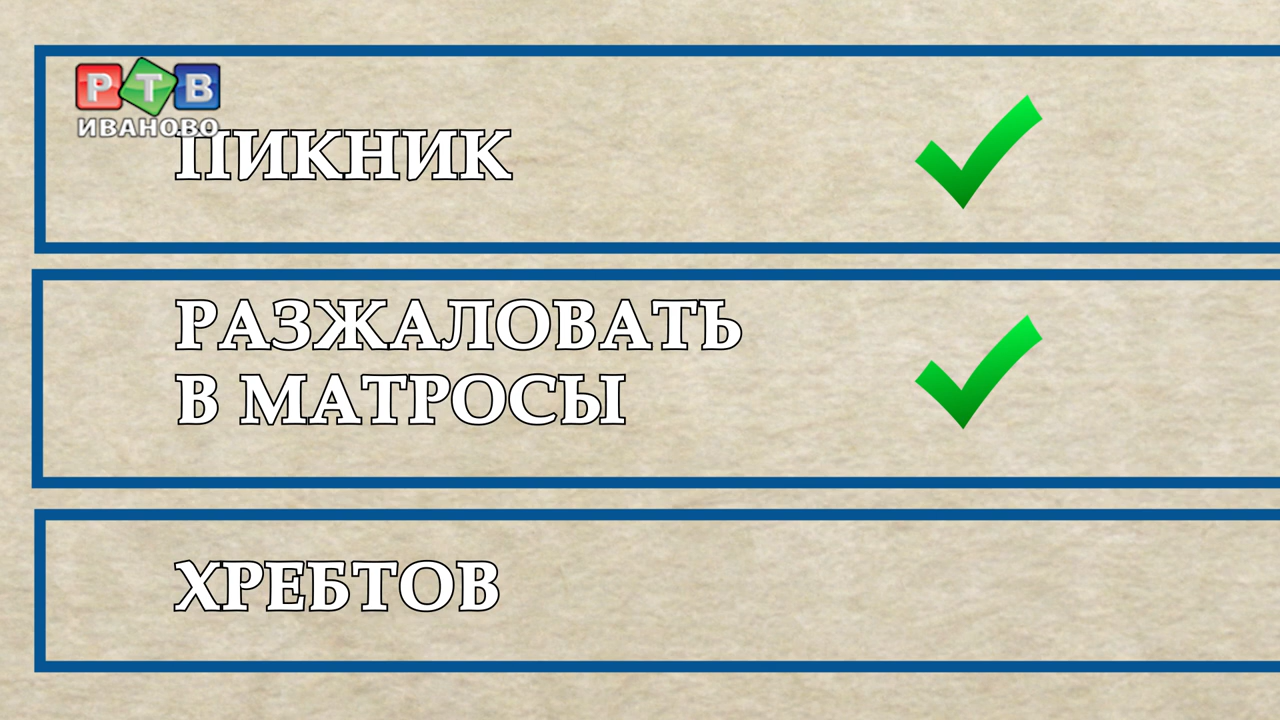 РТВ
ИВАНОВО
ПИКНИК
РАЗЖАЛОВАТЬ
В МАТРОСЫ
ХРЕБТОВ